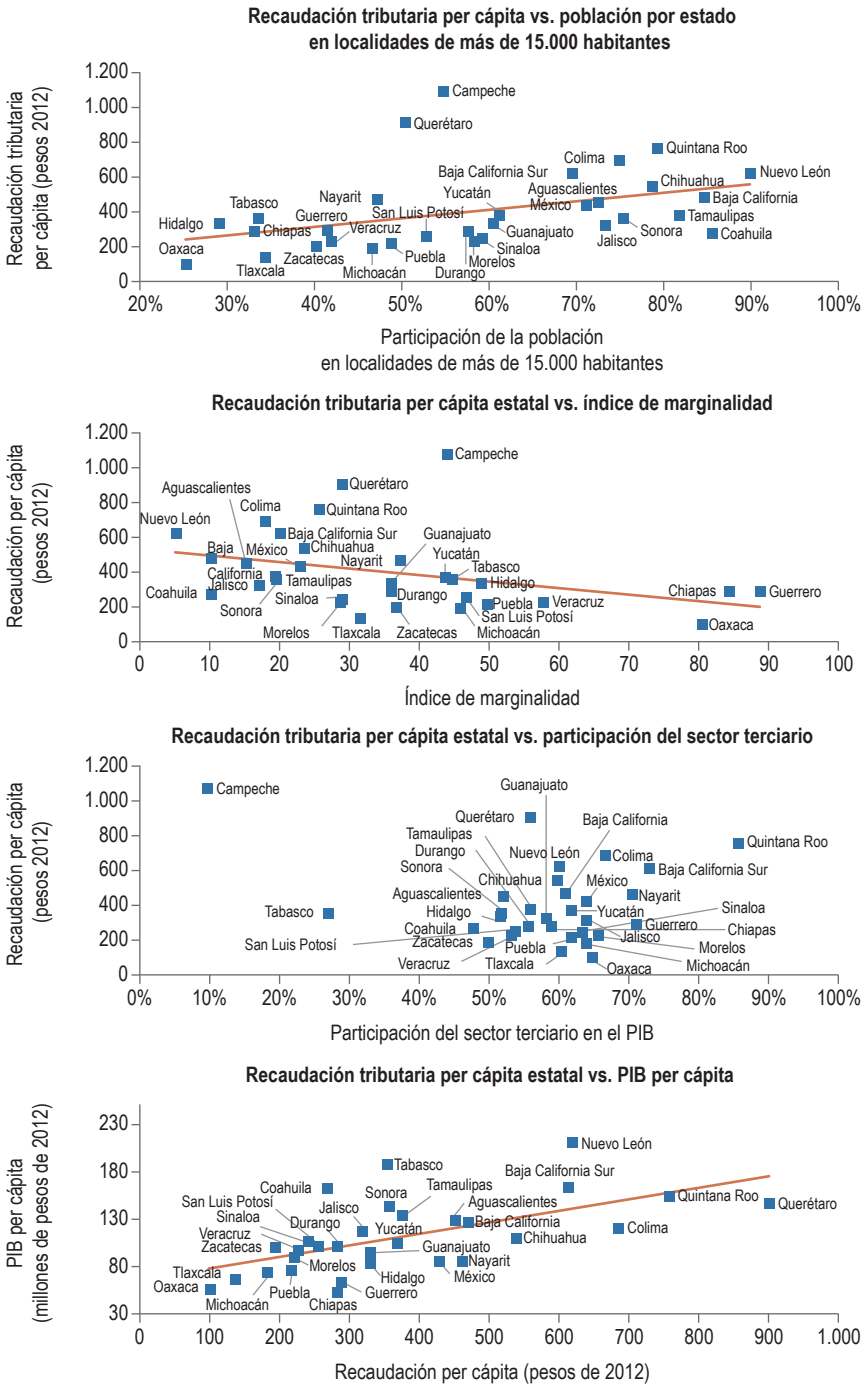 Recaudación tributaria per cápita vs. población por estado
en localidades de más de 15.000 habitantes
Recaudación tributaria
per cápita (pesos 2012)
1.200
1.000
800
600
400
200
0
Campeche
Querétaro
Quintana Roo
Colima
Nuevo León
Baja California Sur
Chihuahua
Nayarit
Yucatán
Aguascalientes
Baja California
Tabasco
San Luis Potosí
México
Hidalgo
Guerrero
Tamaulipas
Chiapas
Veracruz
Guanajuato
Sonora
Oaxaca
Jalisco
Coahuila
Zacatecas
Puebla
Sinaloa
Tlaxcala
Michoacán
Morelos
Durango
20% 30% 40% 50% 60% 70% 80% 90% 100%
Participación de la población
en localidades de más de 15.000 habitantes
Recaudación tributaria per cápita estatal vs. índice de marginalidad
Recaudación per cápita
(pesos 2012)
1.200
1.000
800
600
400
200
0
Campeche
Aguascalientes
Querétaro
Colima
Quintana Roo
Nuevo León
Baja California Sur
Guanajuato
Baja
California
México
Chihuahua
Yucatán
Nayarit
Tabasco
Coahuila
Jalisco
Tamaulipas
Hidalgo
Sonora
Sinaloa
Durango
Puebla
Veracruz
Chiapas
Guerrero
San Luis Potosí
Oaxaca
Morelos
Tlaxcala
Zacatecas
Michoacán
0 10 20 30 40 50 60 70 80 90 100
Índice de marginalidad
Recaudación tributaria per cápita estatal vs. participación del sector terciario
Recaudación per cápita
(pesos 2012)
1.200
1.000
800
600
400
200
0
Campeche
Guanajuato
Querétaro
Baja California
Tamaulipas
Durango
Nuevo León
Colima
Quintana Roo
Sonora
Chihuahua
México
Baja California Sur
Aguascalientes
Nayarit
Tabasco
Hidalgo
Yucatán
Sinaloa
Coahuila
Guerrero
Chiapas
San Luis Potosí
Zacatecas
Puebla
Jalisco
Morelos
Veracruz
Tlaxcala
Oaxaca
Michoacán
0% 10% 20% 30% 40% 50% 60% 70% 80% 90% 100%
Participación del sector terciario en el PIB
Recaudación tributaria per cápita estatal vs. PIB per cápita
PIB per cápita
(millones de pesos de 2012)
230
180
130
80
30
Nuevo León
Tabasco
Baja California Sur
Coahuila
Sonora
Tamaulipas
Quintana Roo
Querétaro
San Luis Potosí
Jalisco
Aguascalientes
Sinaloa
Durango
Yucatán
Baja California
Colima
Veracruz
Chihuahua
Zacatecas
Guanajuato
Morelos
Nayarit
Tlaxcala
Hidalgo
México
Oaxaca
Puebla
Guerrero
Michoacán
Chiapas
0 100 200 300 400 500 600 700 800 900 1.000
Recaudación per cápita (pesos de 2012)